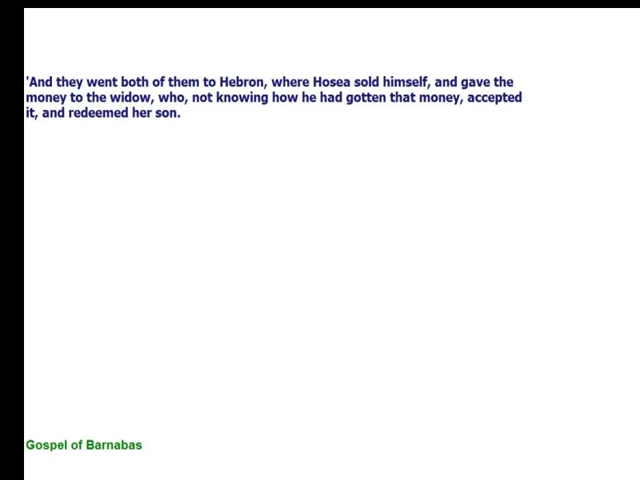 'And they went both of them to Hebron, where Hosea sold himself, and gave the
money to the widow, who, not knowing how he had gotten that money, accepted
it, and redeemed her son.
Gospel of Barnabas